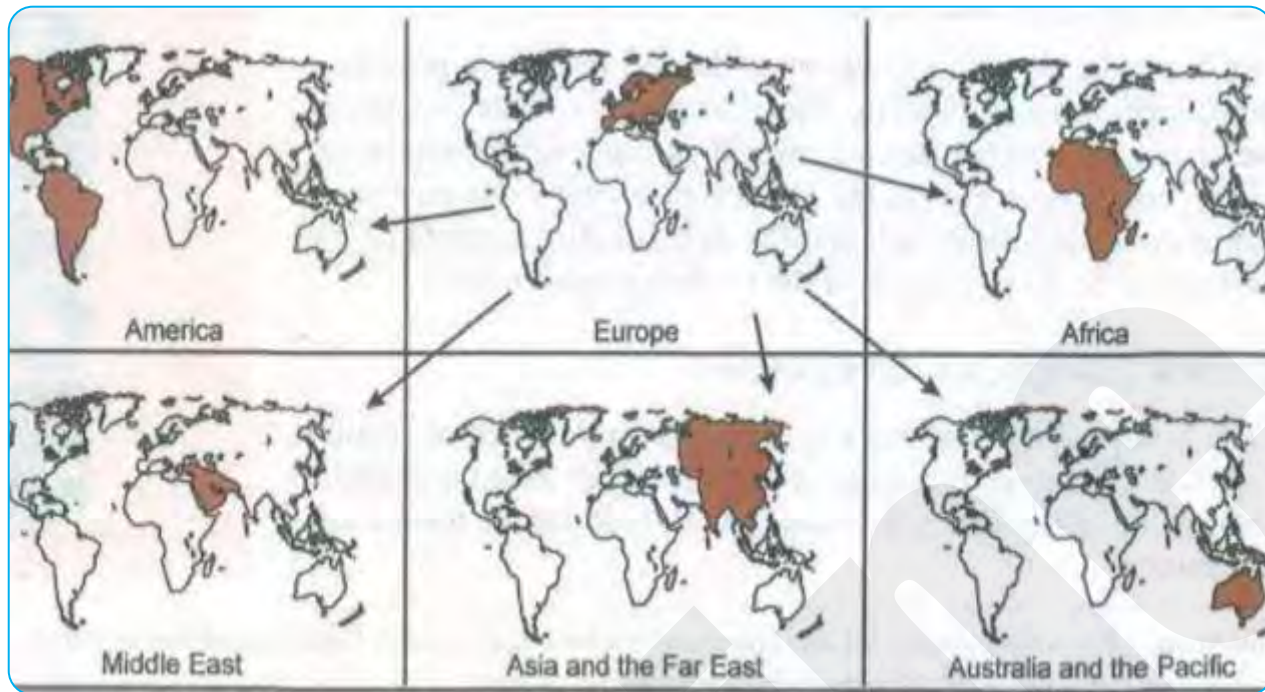 America
Europe
Africa
Middle East
Asia and the Far East
Australia and the Pacific